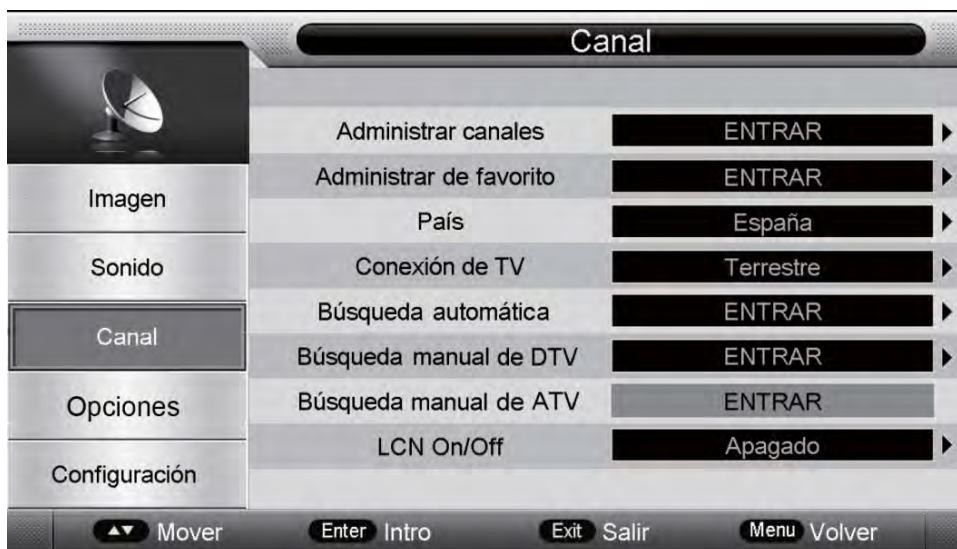 Canal
Imagen
Sonido
Canal
Opciones
Configuración
Administrar canales ENTRAR
Administrar de favorito ENTRAR
País España
Conexión de TV Terrestre
Búsqueda automática ENTRAR
Búsqueda manual de DTV ENTRAR
Búsqueda manual de ATV ENTRAR
LCN On/Off Apagado
Mover Enter Intro Exit Salir Menu Volver